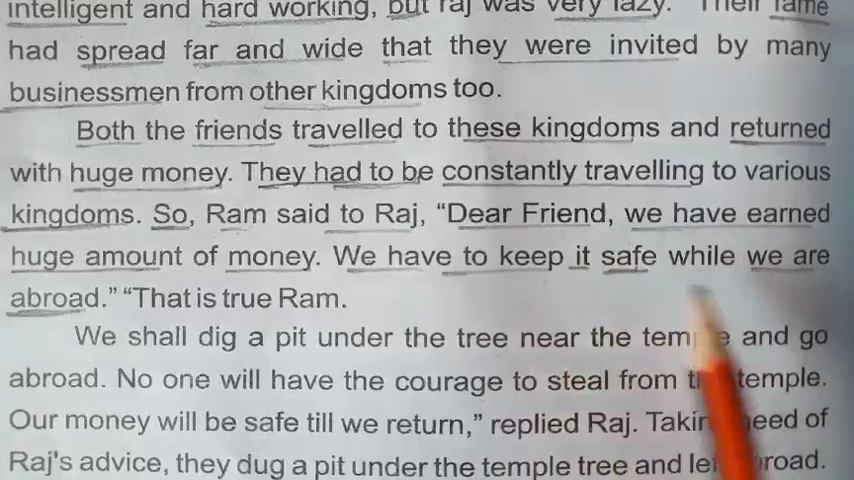 intelligent and hard working, but raj was very lazy. Their fame
had spread far and wide that they were invited by many
businessmen from other kingdoms too.
Both the friends travelled to these kingdoms and returned
with huge money. They had to be constantly travelling to various
kingdoms. So, Ram said to Raj, “Dear Friend, we have earned
huge amount of money. We have to keep it safe while we are
abroad.” “That is true Ram.
We shall dig a pit under the tree near the temple and go
abroad. No one will have the courage to steal from the temple.
Our money will be safe till we return,” replied Raj. Taking heed of
Raj's advice, they dug a pit under the temple tree and left abroad.